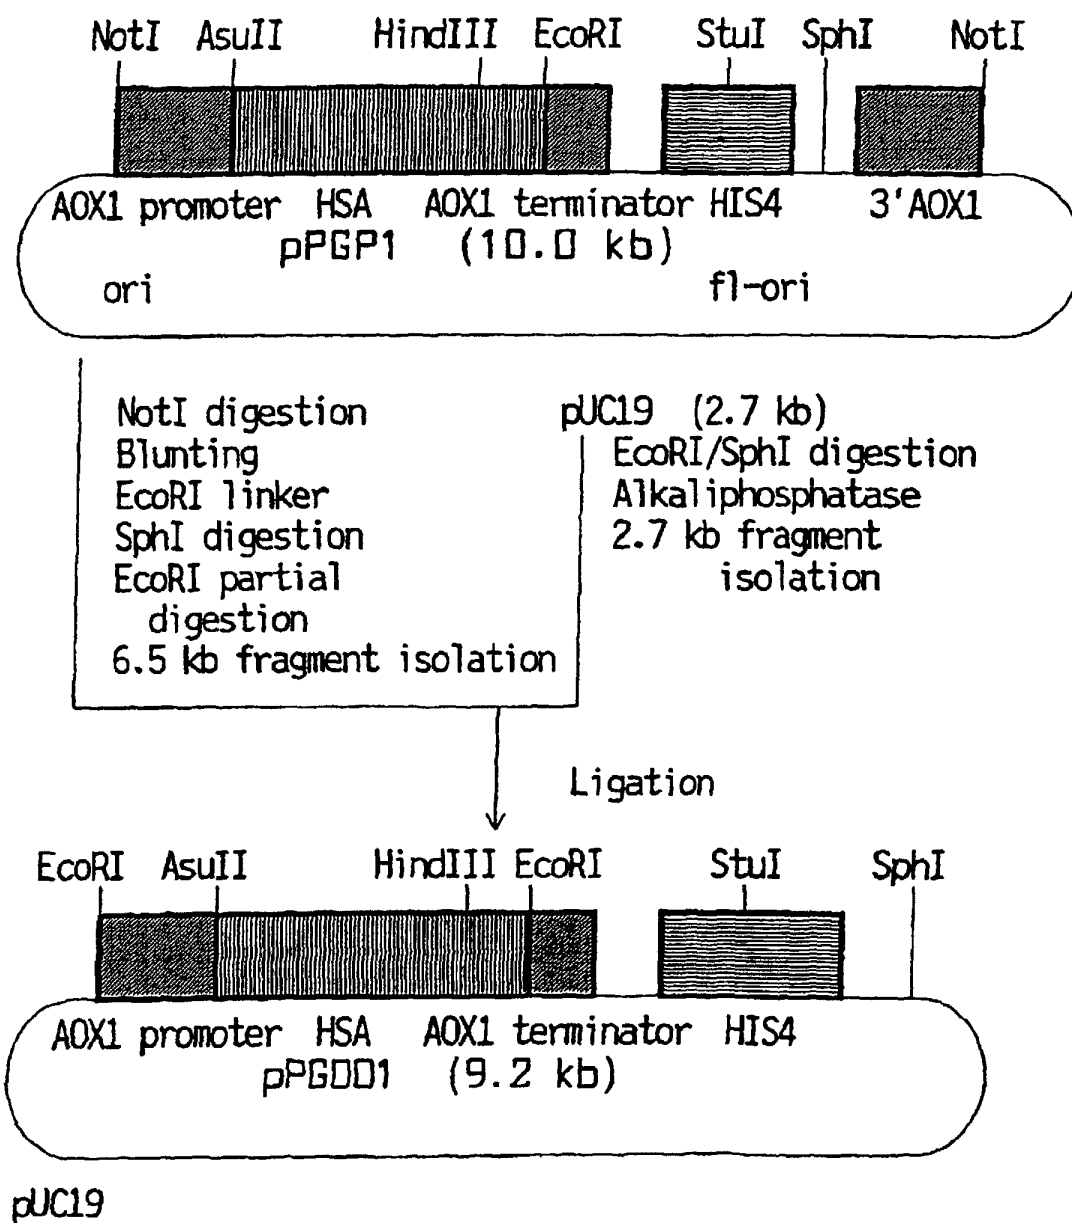 NotI AsuII HindIII EcoRI StuI SphI NotI
AOX1 promoter HSA AOX1 terminator HIS4 3'AOX1
pPGP1 (10.0 kb)
ori f1-ori
NotI digestion
Blunting
EcoRI linker
SphI digestion
EcoRI partial
digestion
6.5 kb fragment isolation
pUC19 (2.7 kb)
EcoRI/SphI digestion
Alkaliphosphatase
2.7 kb fragment
isolation
Ligation
EcoRI AsuII HindIII EcoRI StuI SphI
AOX1 promoter HSA AOX1 terminator HIS4
pPGDD1 (9.2 kb)
pUC19